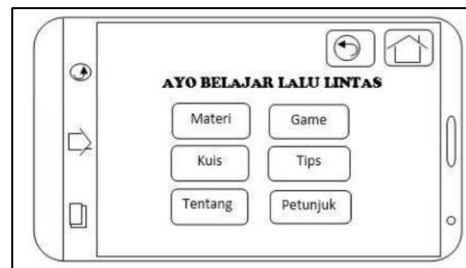 AYO BELAJAR LALU LINTAS
Materi Game
Kuis Tips
Tentang Petunjuk